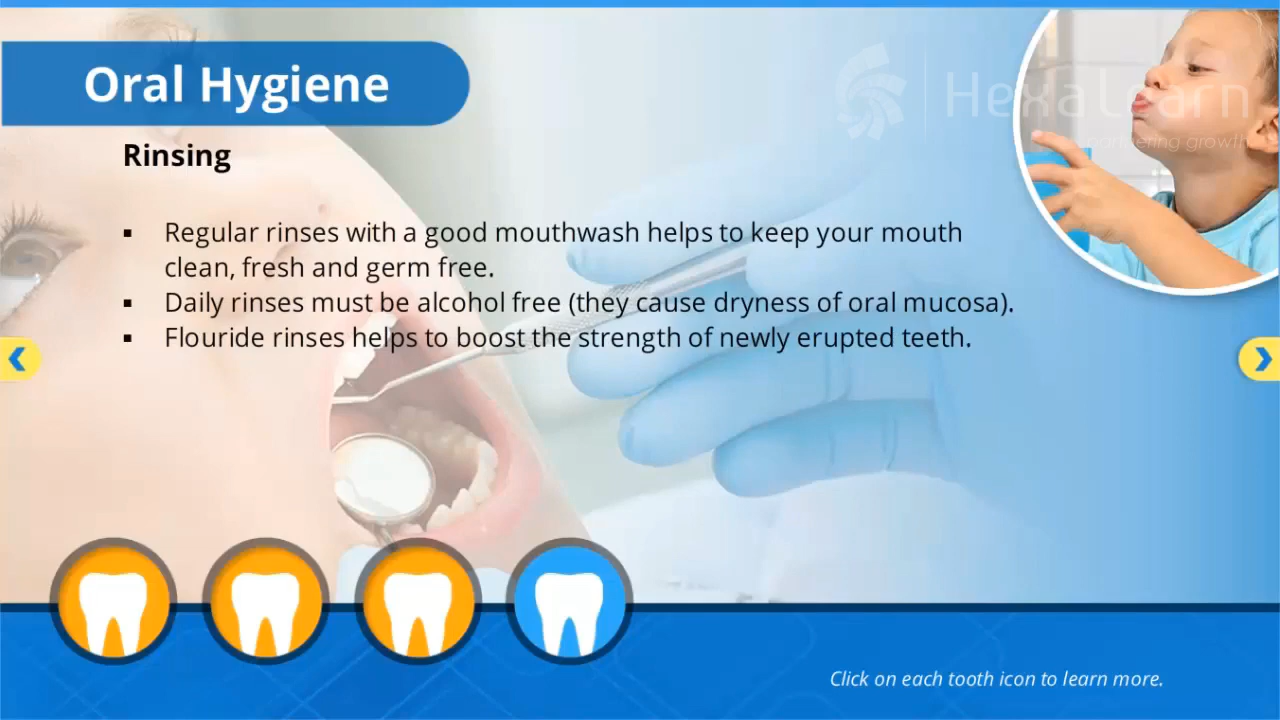 Oral Hygiene
HexaLearn
partnering growth
Rinsing
▪ Regular rinses with a good mouthwash helps to keep your mouth
clean, fresh and germ free.
▪ Daily rinses must be alcohol free (they cause dryness of oral mucosa).
▪ Flouride rinses helps to boost the strength of newly erupted teeth.
Click on each tooth icon to learn more.